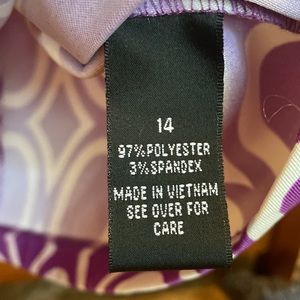 14
97%POLYESTER
3%SPANDEX
MADE IN VIETNAM
SEE OVER FOR
CARE